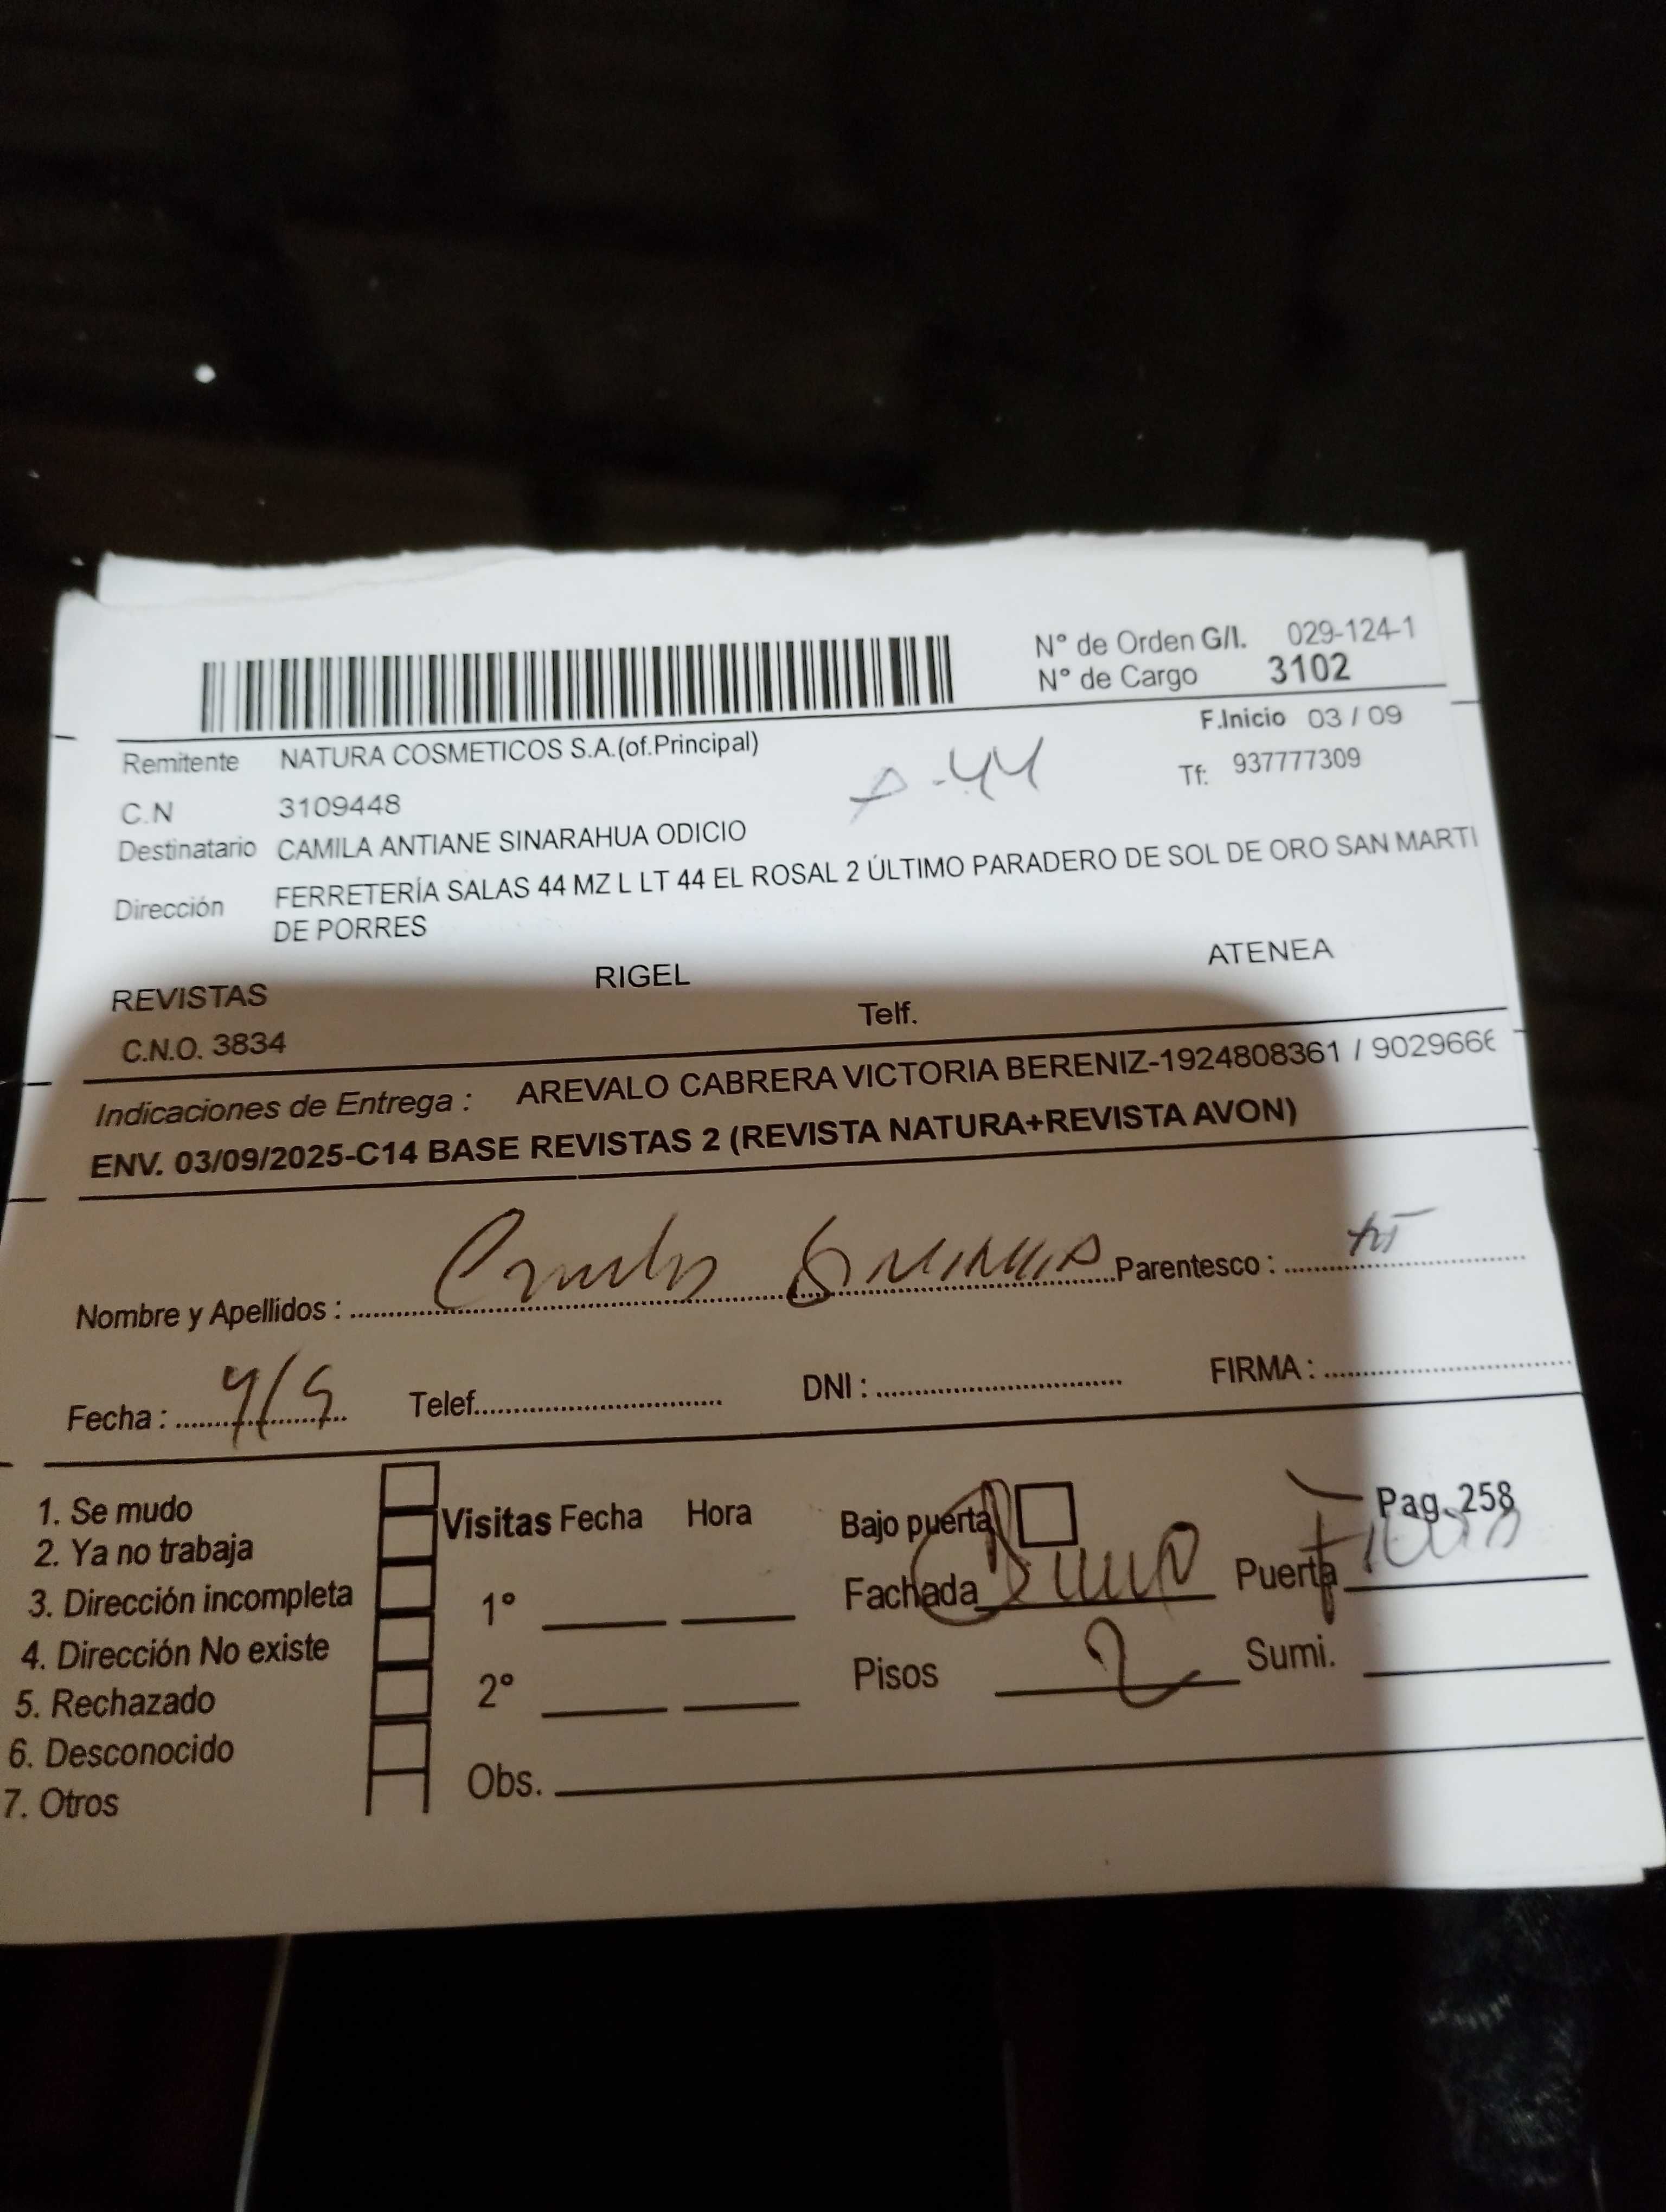 N° de Orden G/I. 029-124-1
N° de Cargo 3102
F.Inicio 03 / 09
Remitente NATURA COSMETICOS S.A.(of.Principal)
Tf: 937777309
C.N 3109448
-44
Destinatario CAMILA ANTIANE SINARAHUA ODICIO
Dirección FERRETERÍA SALAS 44 MZ L LT 44 EL ROSAL 2 ÚLTIMO PARADERO DE SOL DE ORO SAN MARTI
DE PORRES
REVISTAS RIGEL ATENEA
C.N.O. 3834 Telf.
Indicaciones de Entrega : AREVALO CABRERA VICTORIA BERENIZ-1924808361 / 9029666
ENV. 03/09/2025-C14 BASE REVISTAS 2 (REVISTA NATURA+REVISTA AVON)
Nombre y Apellidos : Parentesco :
Fecha : Telef. DNI : FIRMA :
1. Se mudo
2. Ya no trabaja
3. Dirección incompleta
4. Dirección No existe
5. Rechazado
6. Desconocido
7. Otros
Visitas Fecha Hora
1°
2°
Obs.
Bajo puerta Pag. 258
Fachada Puerta
Pisos 2 Sumi.